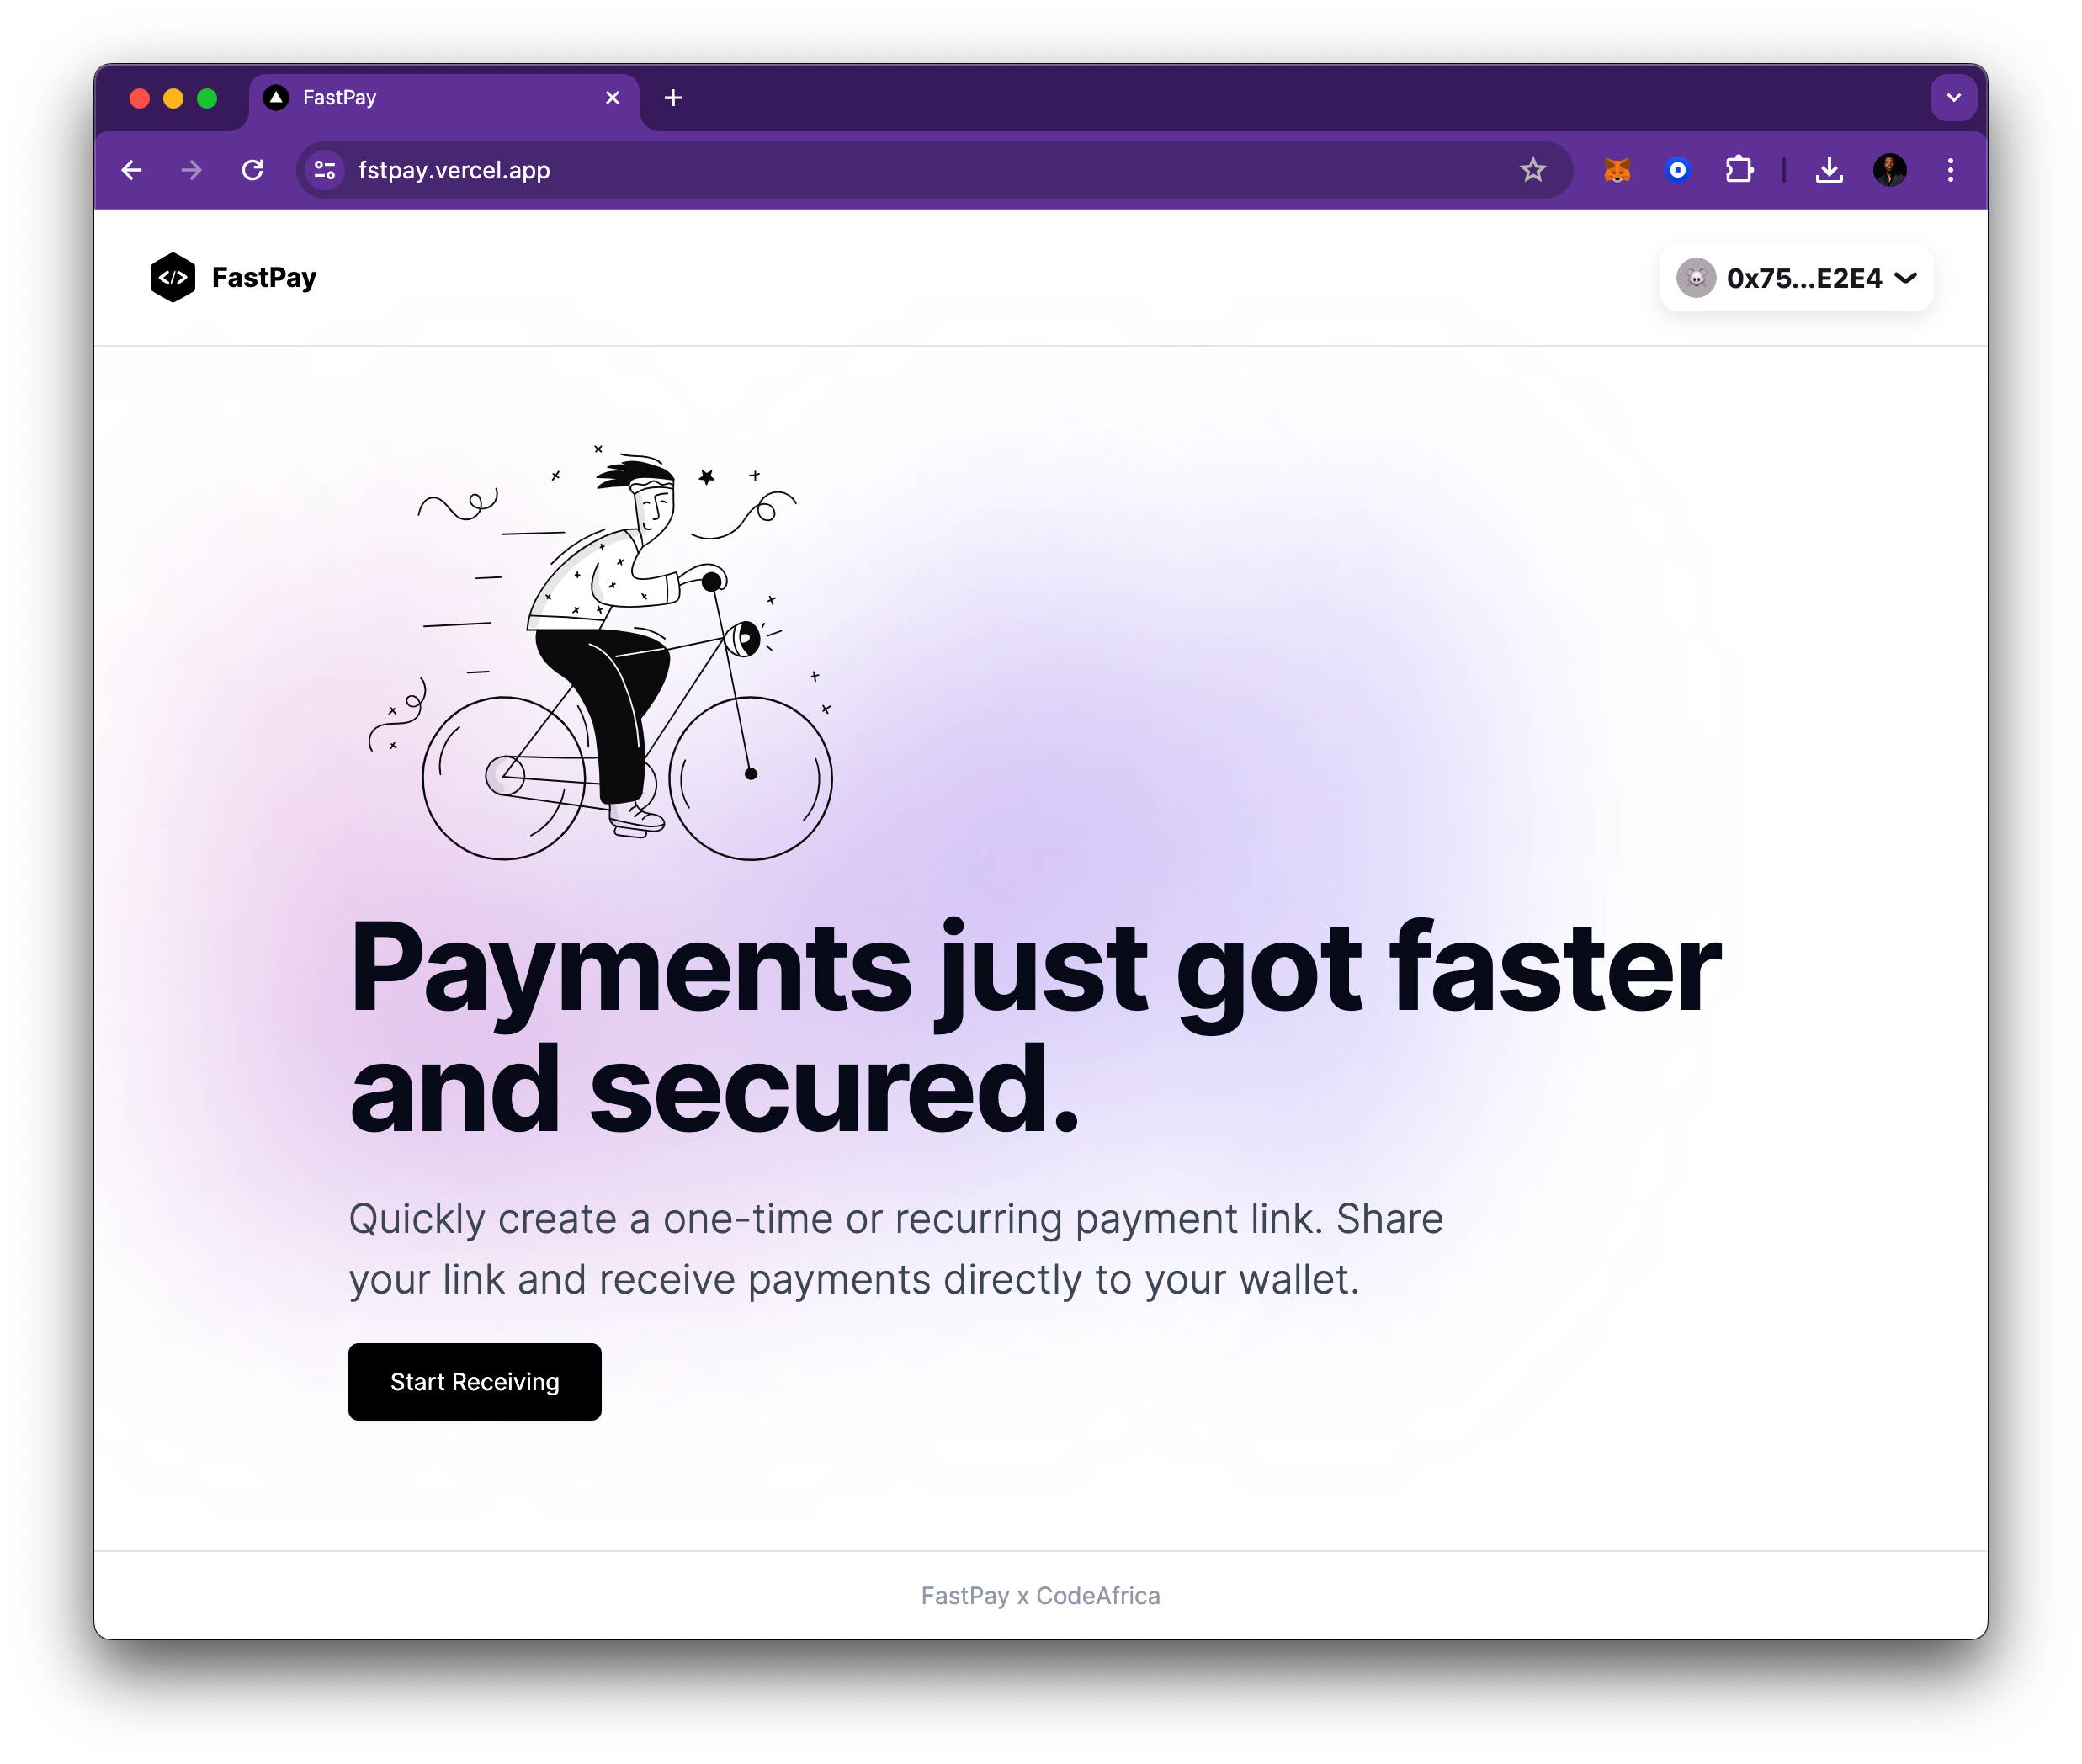 FastPay
fstpay.vercel.app
FastPay
0x75...E2E4
Payments just got faster
and secured.
Quickly create a one-time or recurring payment link. Share
your link and receive payments directly to your wallet.
Start Receiving
FastPay x CodeAfrica